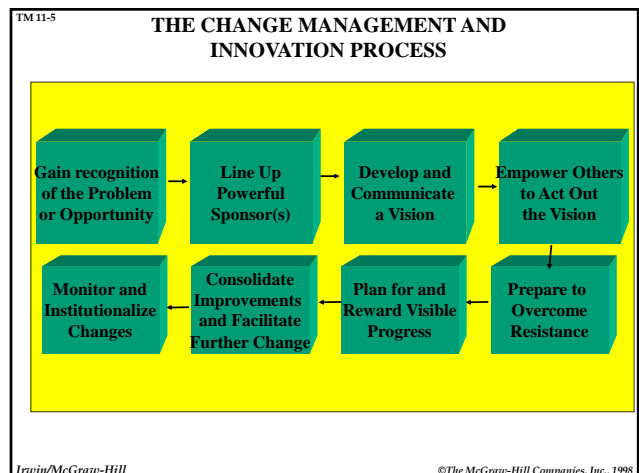 TM 11-5
THE CHANGE MANAGEMENT AND
INNOVATION PROCESS
Gain recognition
of the Problem
or Opportunity
Line Up
Powerful
Sponsor(s)
Develop and
Communicate
a Vision
Empower Others
to Act Out
the Vision
Prepare to
Overcome
Resistance
Plan for and
Reward Visible
Progress
Consolidate
Improvements
and Facilitate
Further Change
Monitor and
Institutionalize
Changes
Irwin/McGraw-Hill
©The McGraw-Hill Companies, Inc., 1998